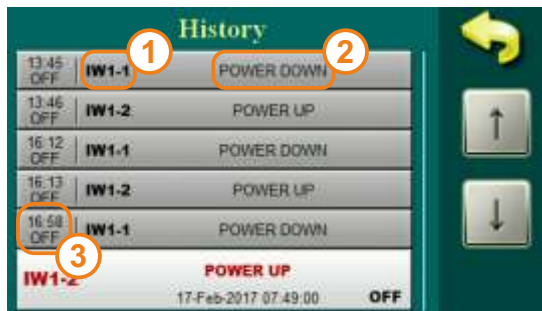 History
1
2
13:45 OFF IW1-1 POWER DOWN
13:46 OFF IW1-2 POWER UP
16:12 OFF IW1-1 POWER DOWN
16:13 OFF IW1-2 POWER UP
16:58 OFF IW1-1 POWER DOWN
3
IW1-2 POWER UP
17-Feb-2017 07:49:00 OFF